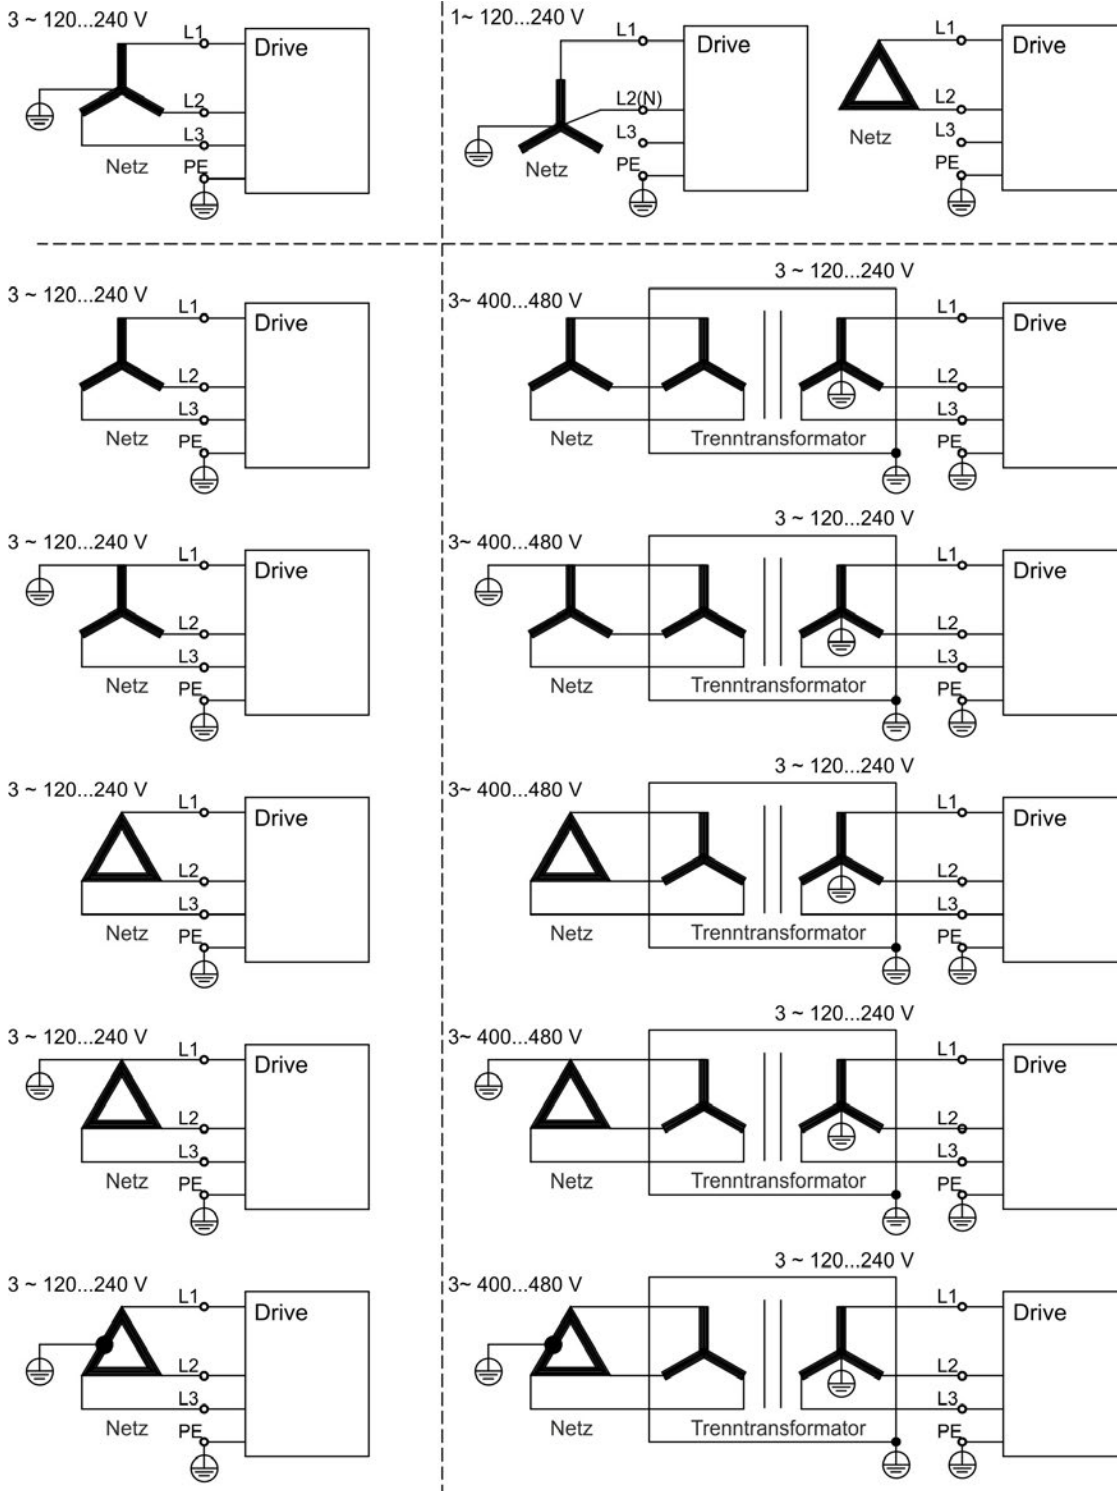 3 ~ 120...240 V
L1
Drive
L2
L3
Netz
PE
1~ 120...240 V
L1
Drive
L2(N)
L3
Netz
PE
L1
Drive
L2
Netz
L3
PE
3 ~ 120...240 V
L1
Drive
L2
L3
Netz
PE
3 ~ 120...240 V
3~ 400...480 V
L1
Drive
L2
L3
Netz
Trenntransformator
PE
3 ~ 120...240 V
L1
Drive
L2
L3
Netz
PE
3 ~ 120...240 V
3~ 400...480 V
L1
Drive
L2
L3
Netz
Trenntransformator
PE
3 ~ 120...240 V
L1
Drive
L2
L3
Netz
PE
3 ~ 120...240 V
3~ 400...480 V
L1
Drive
L2
L3
Netz
Trenntransformator
PE
3 ~ 120...240 V
L1
Drive
L2
L3
Netz
PE
3 ~ 120...240 V
3~ 400...480 V
L1
Drive
L2
L3
Netz
Trenntransformator
PE
3 ~ 120...240 V
L1
Drive
L2
L3
Netz
PE
3 ~ 120...240 V
3~ 400...480 V
L1
Drive
L2
L3
Netz
Trenntransformator
PE